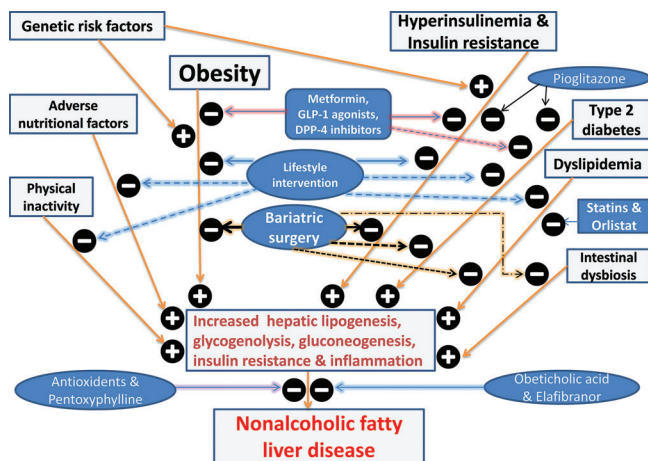 Genetic risk factors
Hyperinsulinemia &
Insulin resistance
Obesity
Pioglitazone
Metformin,
GLP-1 agonists,
DPP-4 inhibitors
Adverse
nutritional factors
Type 2
diabetes
Lifestyle
intervention
Dyslipidemia
Physical
inactivity
Bariatric
surgery
Statins &
Orlistat
Intestinal
dysbiosis
Increased hepatic lipogenesis,
glycogenolysis, gluconeogenesis,
insulin resistance & inflammation
Antioxidents &
Pentoxyphylline
Obeticholic acid
& Elafibranor
Nonalcoholic fatty
liver disease